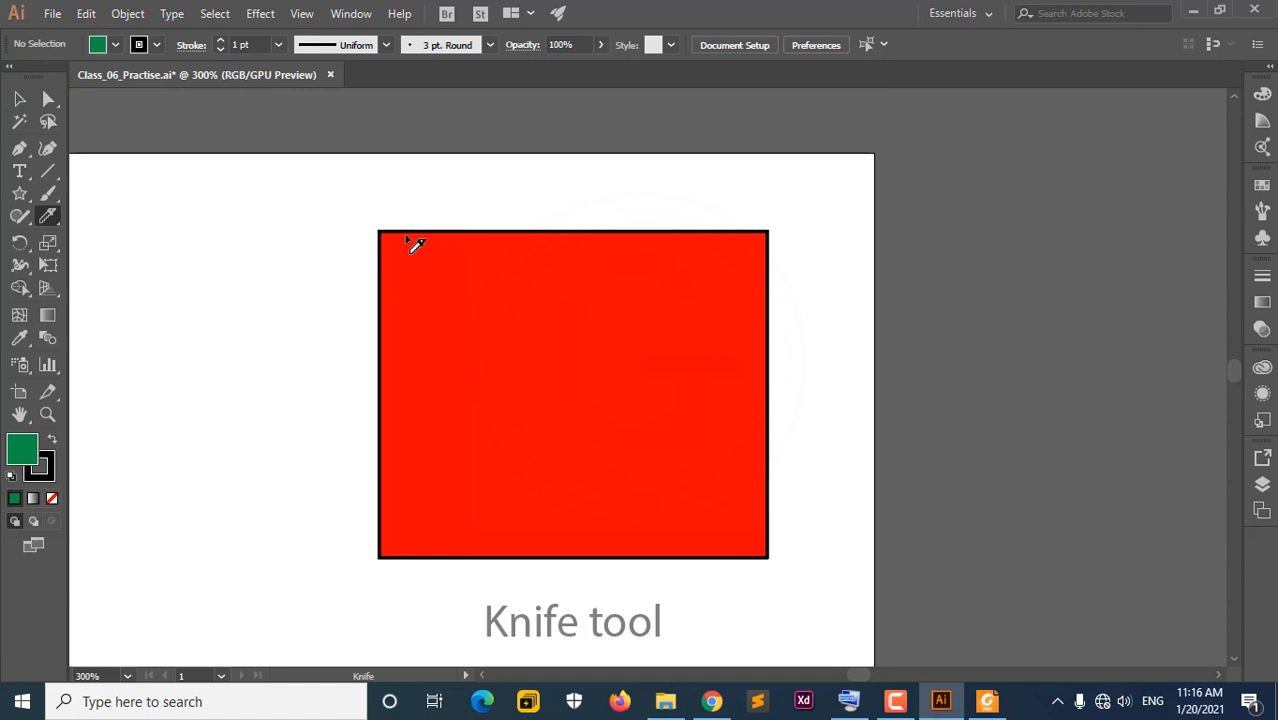 Ai File Edit Object Type Select Effect View Window Help Br St Essentials Search Adobe Stock
No Selection Stroke: 1 pt Uniform 3 pt. Round Opacity: 100% Style: Document Setup Preferences
Class_06_Practise.ai* @ 300% (RGB/GPU Preview)
Knife tool
300% 1 Knife
Type here to search Xd Ai ENG 11:16 AM
1/20/2021